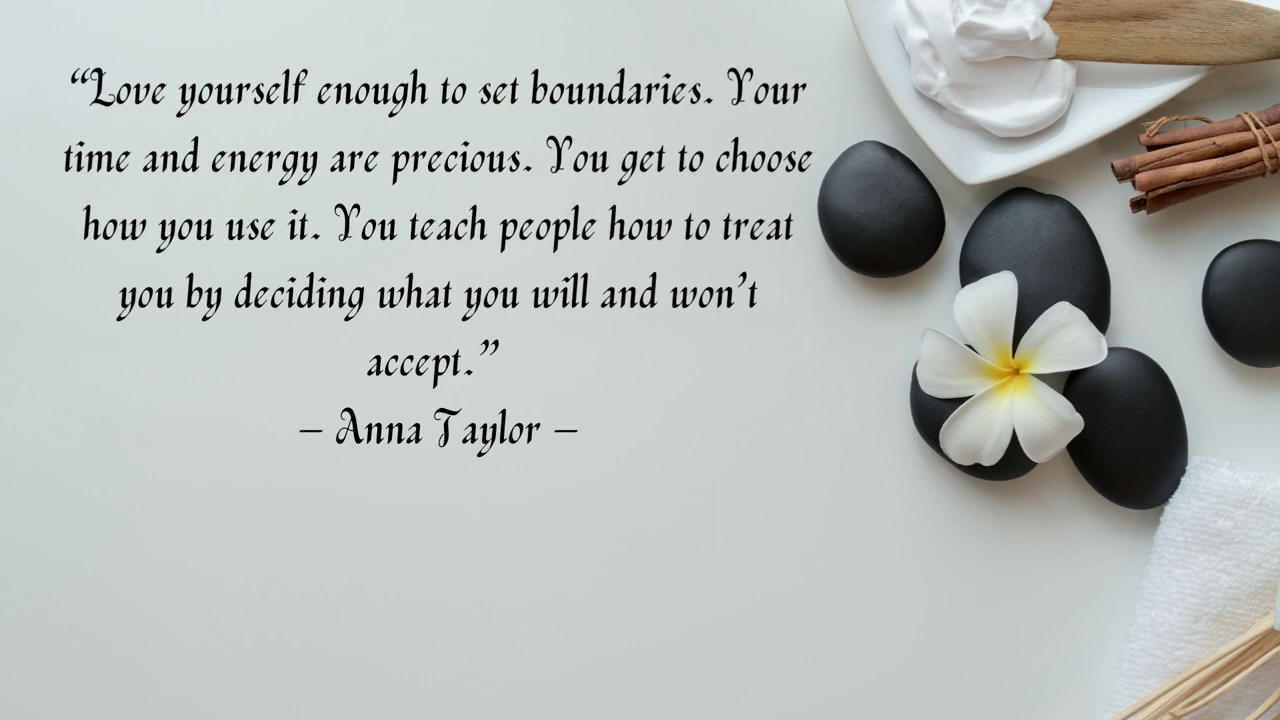 “Love yourself enough to set boundaries. Your
time and energy are precious. You get to choose
how you use it. You teach people how to treat
you by deciding what you will and won’t
accept.”
– Anna Taylor –